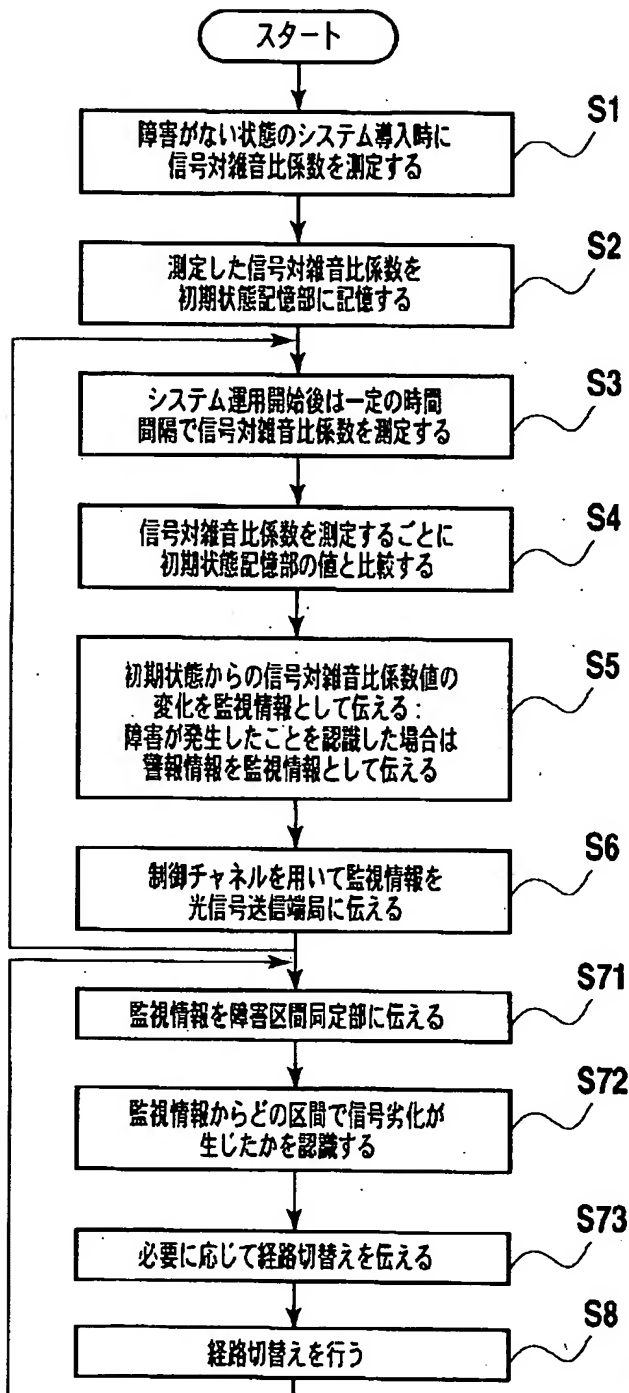 スタート
S1
障害がない状態のシステム導入時に
信号対雑音比係数を測定する
S2
測定した信号対雑音比係数を
初期状態記憶部に記憶する
S3
システム運用開始後は一定の時間
間隔で信号対雑音比係数を測定する
S4
信号対雑音比係数を測定するごとに
初期状態記憶部の値と比較する
S5
初期状態からの信号対雑音比係数値の
変化を監視情報として伝える：
障害が発生したことを認識した場合は
警報情報を監視情報として伝える
S6
制御チャネルを用いて監視情報を
光信号送信端局に伝える
S71
監視情報を障害区間同定部に伝える
S72
監視情報からどの区間で信号劣化が
生じたかを認識する
S73
必要に応じて経路切替えを伝える
S8
経路切替えを行う